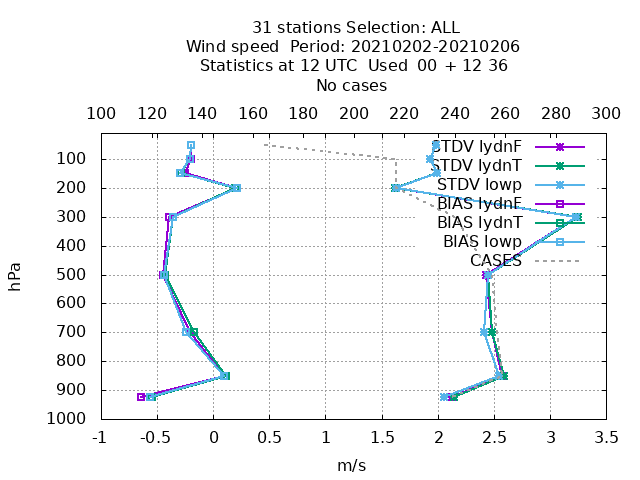 31 stations Selection: ALL
Wind speed  Period: 20210202-20210206
Statistics at 12 UTC  Used  00 + 12 36
No cases
100 120 140 160 180 200 220 240 260 280 300
STDV lydnF
STDV lydnT
STDV lowp
BIAS lydnF
BIAS lydnT
BIAS lowp
CASES
100
200
300
400
500
600
700
800
900
1000
hPa
-1 -0.5 0 0.5 1 1.5 2 2.5 3 3.5
m/s